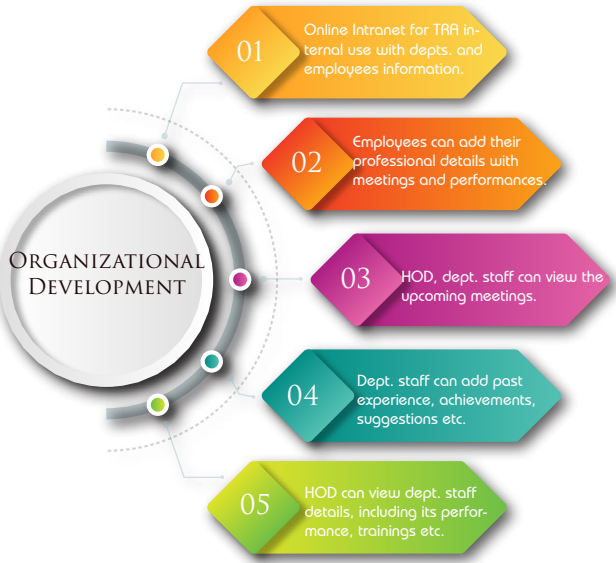 ORGANIZATIONAL
DEVELOPMENT
01
Online Intranet for TRA in-
ternal use with depts. and
employees information.
02
Employees can add their
professional details with
meetings and performances.
03
HOD, dept. staff can view the
upcoming meetings.
04
Dept. staff can add past
experience, achievements,
suggestions etc.
05
HOD can view dept. staff
details, including its perfor-
mance, trainings etc.